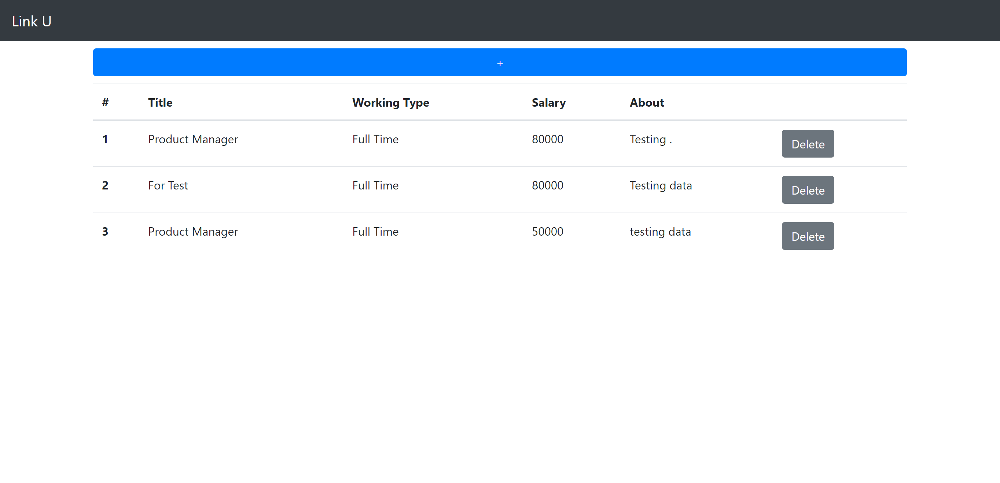 Link U
+
# Title Working Type Salary About
1 Product Manager Full Time 80000 Testing . Delete
2 For Test Full Time 80000 Testing data Delete
3 Product Manager Full Time 50000 testing data Delete